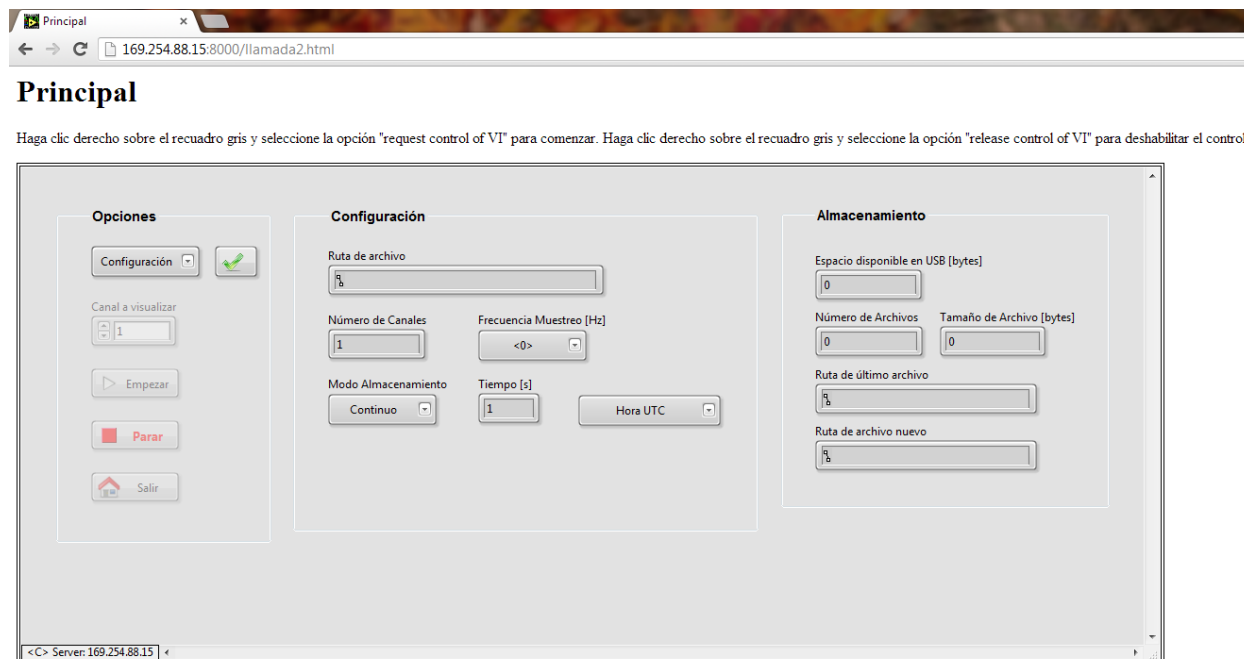 Principal
169.254.88.15:8000/llamada2.html
Principal
Haga clic derecho sobre el recuadro gris y seleccione la opción "request control of VI" para comenzar. Haga clic derecho sobre el recuadro gris y seleccione la opción "release control of VI" para deshabilitar el control
Opciones
Configuración
Canal a visualizar
1
Empezar
Parar
Salir
Configuración
Ruta de archivo
Número de Canales Frecuencia Muestreo [Hz]
1 <0>
Modo Almacenamiento Tiempo [s]
Continuo 1 Hora UTC
Almacenamiento
Espacio disponible en USB [bytes]
0
Número de Archivos Tamaño de Archivo [bytes]
0 0
Ruta de último archivo
Ruta de archivo nuevo
<C> Server: 169.254.88.15